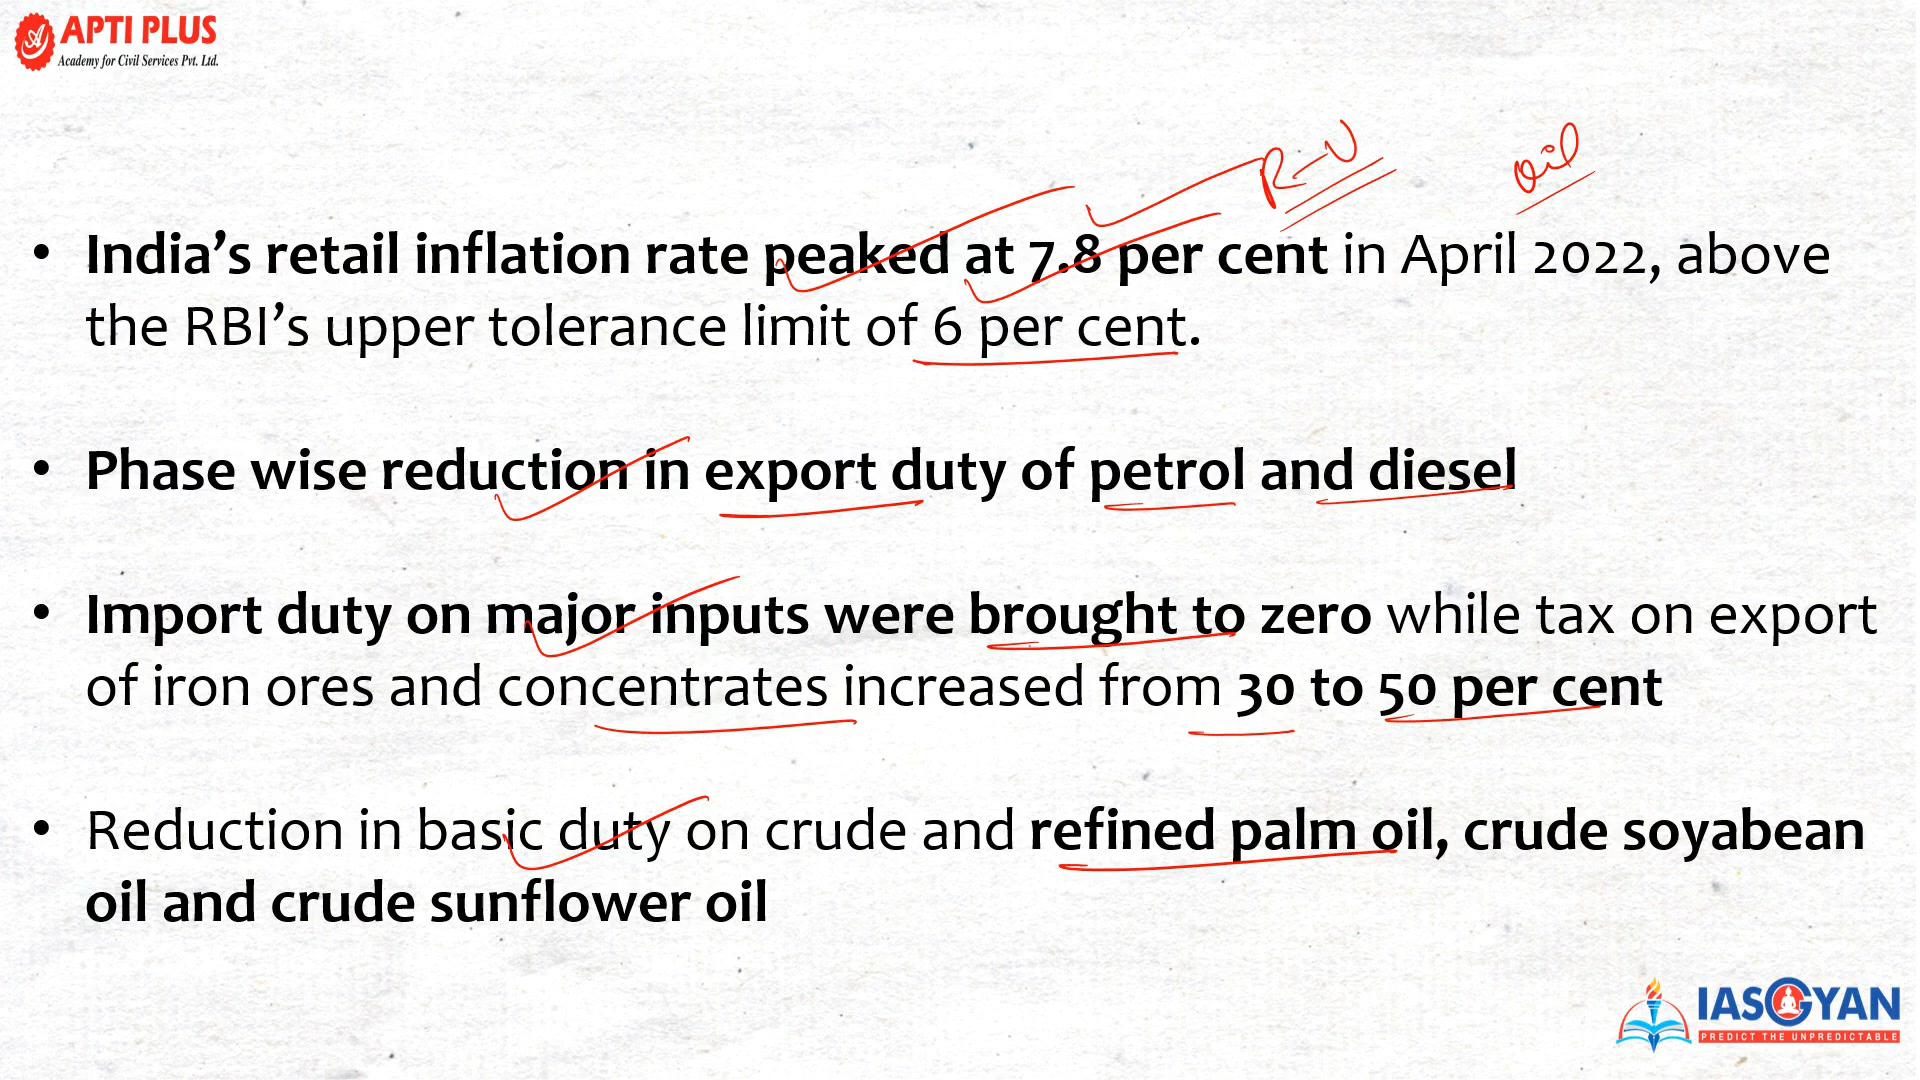 APTI PLUS
Academy for Civil Services Pvt. Ltd.
R-U
Oil
• India’s retail inflation rate peaked at 7.8 per cent in April 2022, above
the RBI’s upper tolerance limit of 6 per cent.
• Phase wise reduction in export duty of petrol and diesel
• Import duty on major inputs were brought to zero while tax on export
of iron ores and concentrates increased from 30 to 50 per cent
• Reduction in basic duty on crude and refined palm oil, crude soyabean
oil and crude sunflower oil
IASGYAN
PREDICT THE UNPREDICTABLE